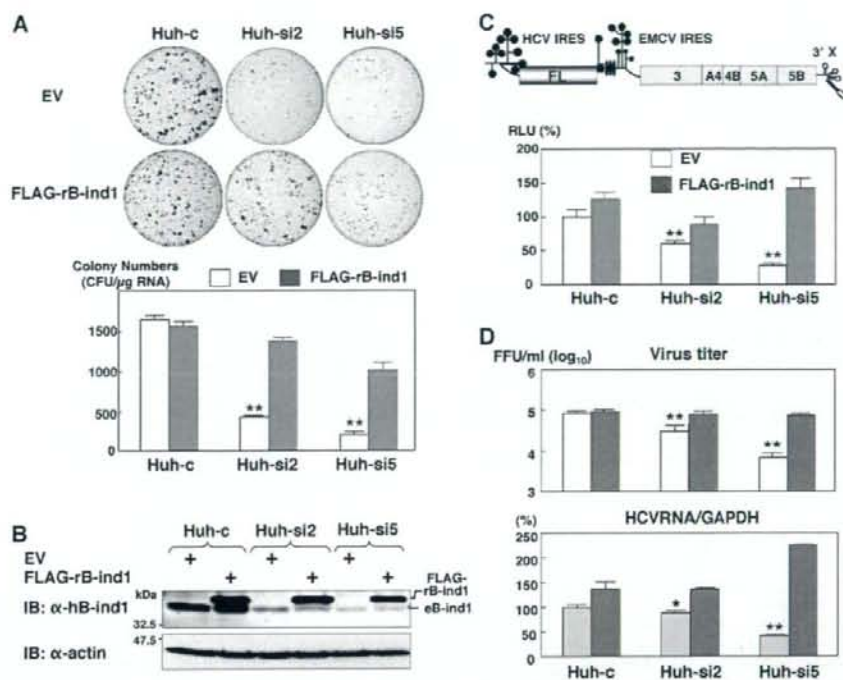 A
Huh-c Huh-si2 Huh-si5
EV
FLAG-rB-ind1
Colony Numbers
(CFU/μg RNA)
EV FLAG-rB-ind1
1500
1000
500
0
** **
Huh-c Huh-si2 Huh-si5
B
Huh-c Huh-si2 Huh-si5
EV + + +
FLAG-rB-ind1 + + +
FLAG-
rB-ind1
kDa
IB: α-hB-ind1
eB-ind1
32.5
47.5
IB: α-actin
C
HCV IRES EMCV IRES
3' X
FL 3 A4 4B 5A 5B
RLU (%)
EV
FLAG-rB-ind1
200
150
100
50
0
** **
Huh-c Huh-si2 Huh-si5
D
FFU/ml (log10) Virus titer
6
5
4
3
** **
(%) HCVRNA/GAPDH
250
200
150
100
50
0
* **
Huh-c Huh-si2 Huh-si5